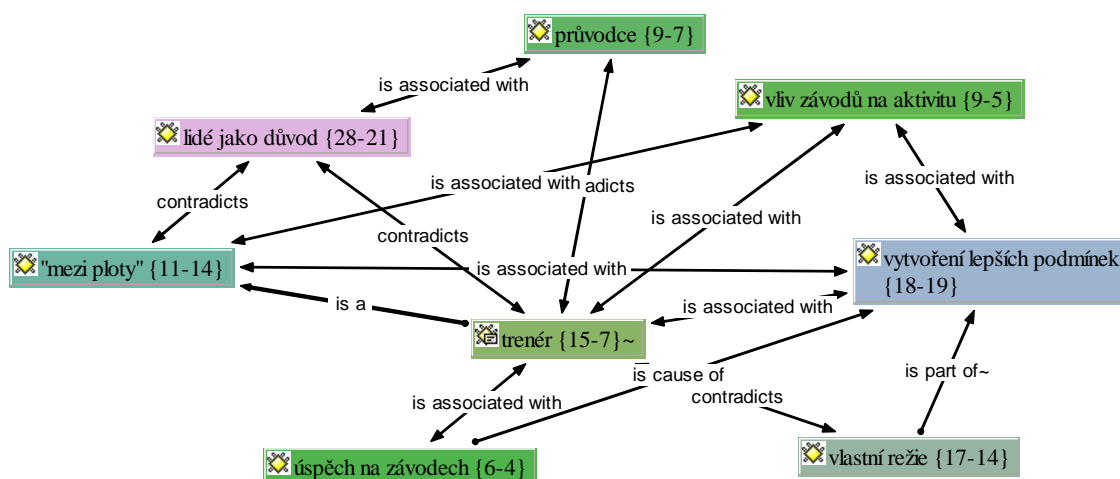 průvodce {9-7}
is associated with
vliv závodů na aktivitu {9-5}
lidé jako důvod {28-21}
is associated with
adicts
is associated with
contradicts
is associated with
contradicts
"mezi ploty" {11-14}
is associated with
vytvoření lepších podmínek
{18-19}
is a
is associated with
trenér {15-7}~
is cause of
is part of~
contradicts
is associated with
úspěch na závodech {6-4}
vlastní režie {17-14}